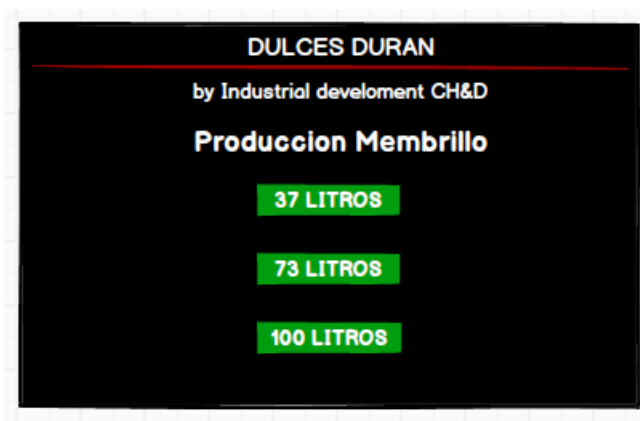 DULCES DURAN
by Industrial develoment CH&D
Produccion Membrillo
37 LITROS
73 LITROS
100 LITROS